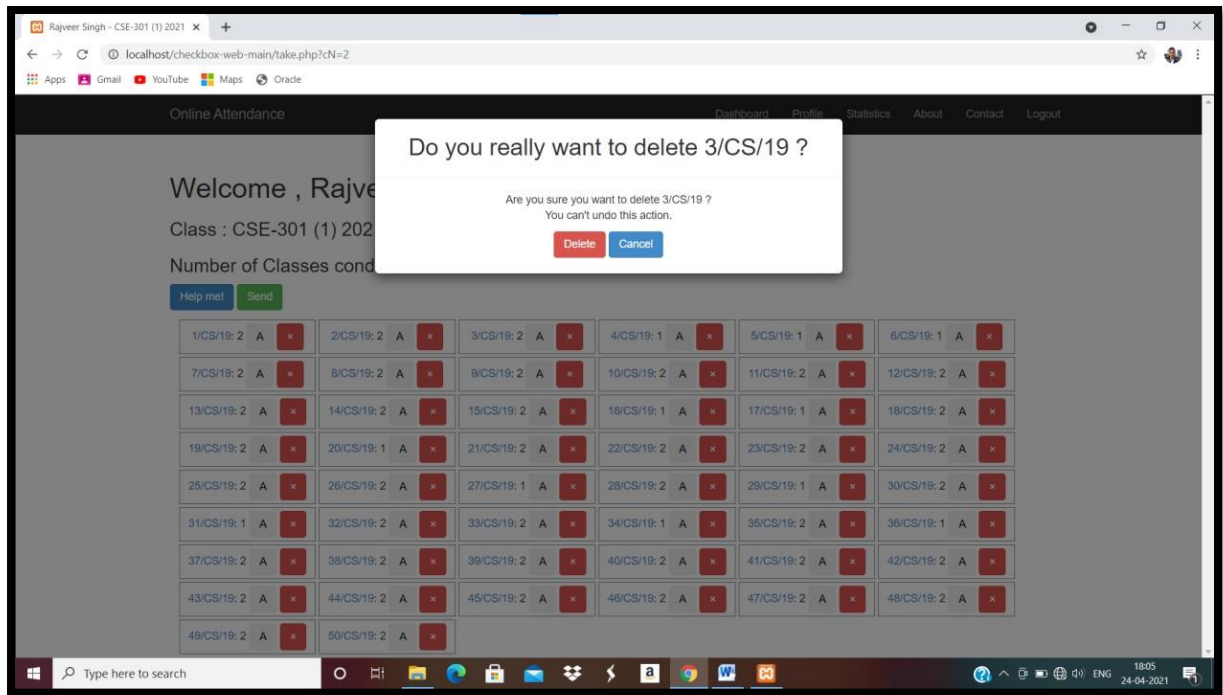 Rajveer Singh - CSE-301 (1) 2021
localhost/checkbox-web-main/take.php?cN=2
Apps Gmail YouTube Maps Oracle
Online Attendance Dashboard Profile Statistics About Contact Logout
Do you really want to delete 3/CS/19 ?
Are you sure you want to delete 3/CS/19 ?
You can't undo this action.
Delete Cancel
Welcome , Rajve
Class : CSE-301 (1) 202
Number of Classes cond
Help me! Send
1/CS/19: 2 A × 2/CS/19: 2 A × 3/CS/19: 2 A × 4/CS/19: 1 A × 5/CS/19: 1 A × 6/CS/19: 1 A ×
7/CS/19: 2 A × 8/CS/19: 2 A × 9/CS/19: 2 A × 10/CS/19: 2 A × 11/CS/19: 2 A × 12/CS/19: 2 A ×
13/CS/19: 2 A × 14/CS/19: 2 A × 15/CS/19: 2 A × 16/CS/19: 1 A × 17/CS/19: 1 A × 18/CS/19: 2 A ×
19/CS/19: 2 A × 20/CS/19: 1 A × 21/CS/19: 2 A × 22/CS/19: 2 A × 23/CS/19: 2 A × 24/CS/19: 2 A ×
25/CS/19: 2 A × 26/CS/19: 2 A × 27/CS/19: 1 A × 28/CS/19: 2 A × 29/CS/19: 1 A × 30/CS/19: 2 A ×
31/CS/19: 1 A × 32/CS/19: 2 A × 33/CS/19: 2 A × 34/CS/19: 1 A × 35/CS/19: 2 A × 36/CS/19: 1 A ×
37/CS/19: 2 A × 38/CS/19: 2 A × 39/CS/19: 2 A × 40/CS/19: 2 A × 41/CS/19: 2 A × 42/CS/19: 2 A ×
43/CS/19: 2 A × 44/CS/19: 2 A × 45/CS/19: 2 A × 46/CS/19: 2 A × 47/CS/19: 2 A × 48/CS/19: 2 A ×
49/CS/19: 2 A × 50/CS/19: 2 A ×
Type here to search ENG 18:05
24-04-2021